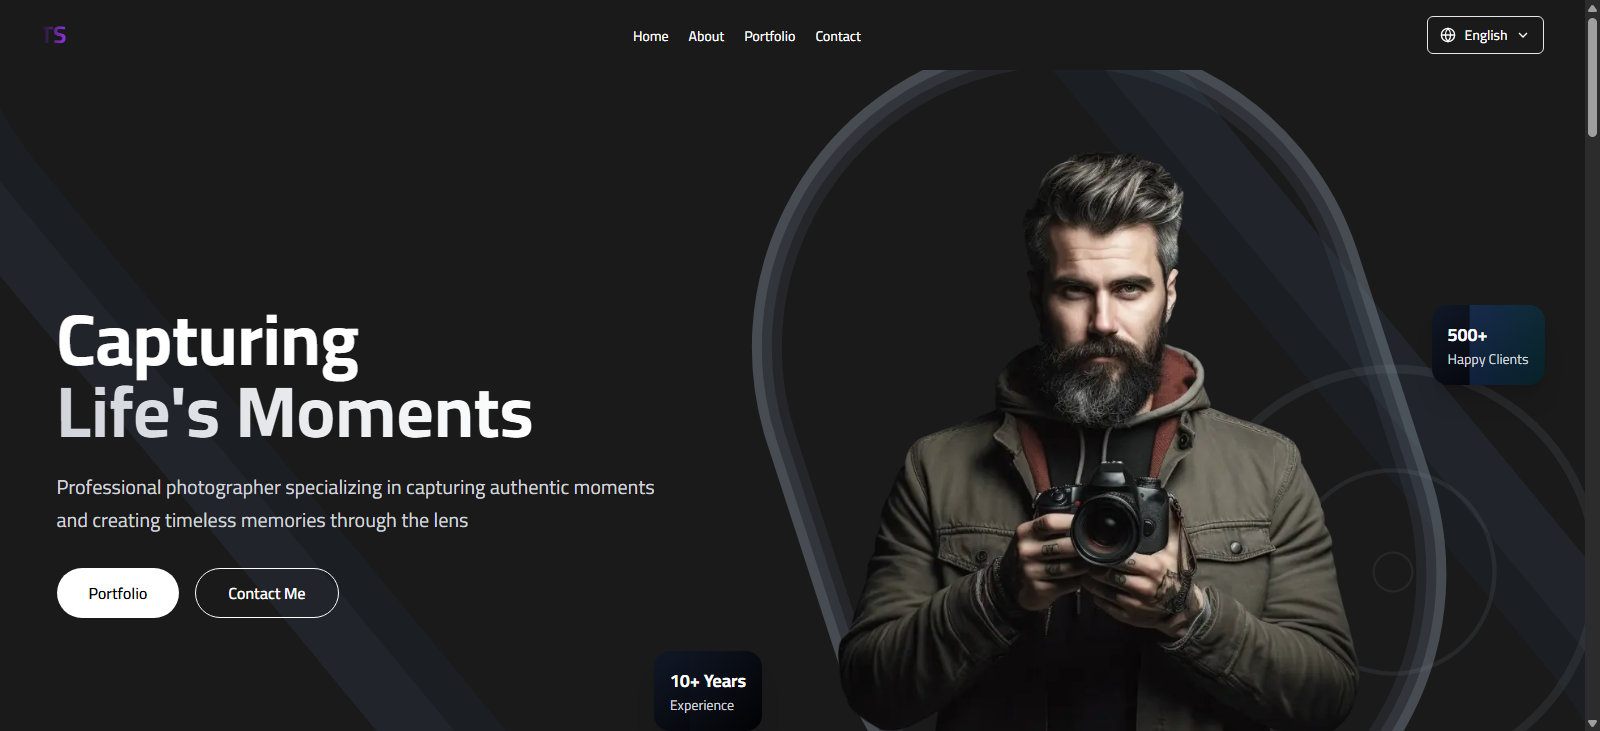 TS
Home About Portfolio Contact
English
Capturing
Life's Moments
Professional photographer specializing in capturing authentic moments
and creating timeless memories through the lens
Portfolio
Contact Me
500+
Happy Clients
10+ Years
Experience